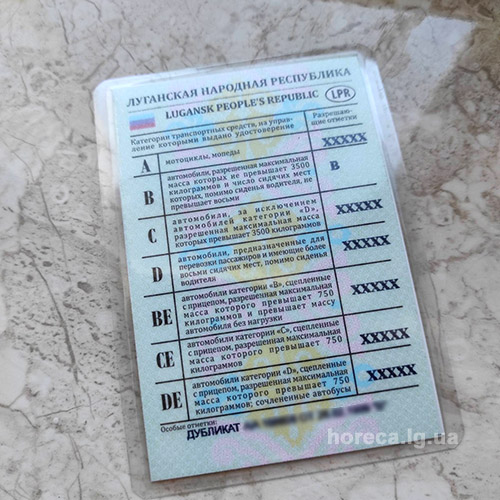 ЛУГАНСКАЯ НАРОДНАЯ РЕСПУБЛИКА
LUGANSK PEOPLE'S REPUBLIC LPR
Категории транспортных средств, на управ-
ление которыми выдано удостоверение
Разрешаю-
щие отметки
A мотоциклы, мопеды XXXXX
B автомобили, разрешенная максимальная
масса которых не превышает 3500
килограммов и число сидячих мест
которых, помимо сиденья водителя, не
превышает восьми
B
C автомобили, за исключением
автомобилей категории «D»,
разрешенная максимальная масса
которых превышает 3500 килограммов
XXXXX
D автомобили, предназначенные для
перевозки пассажиров и имеющие более
восьми сидячих мест, помимо сиденья
водителя
XXXXX
BE автомобили категории «B», сцепленные
с прицепом, разрешенная максимальная
масса которого превышает 750
килограммов и превышает массу
автомобиля без нагрузки
XXXXX
CE автомобили категории «C», сцепленные
с прицепом, разрешенная максимальная
масса которого превышает 750
килограммов
XXXXX
DE автомобили категории «D», сцепленные
с прицепом, разрешенная максимальная
масса которого превышает 750
килограммов; сочлененные автобусы
XXXXX
Особые отметки:
ДУБЛИКАТ
horeca.lg.ua